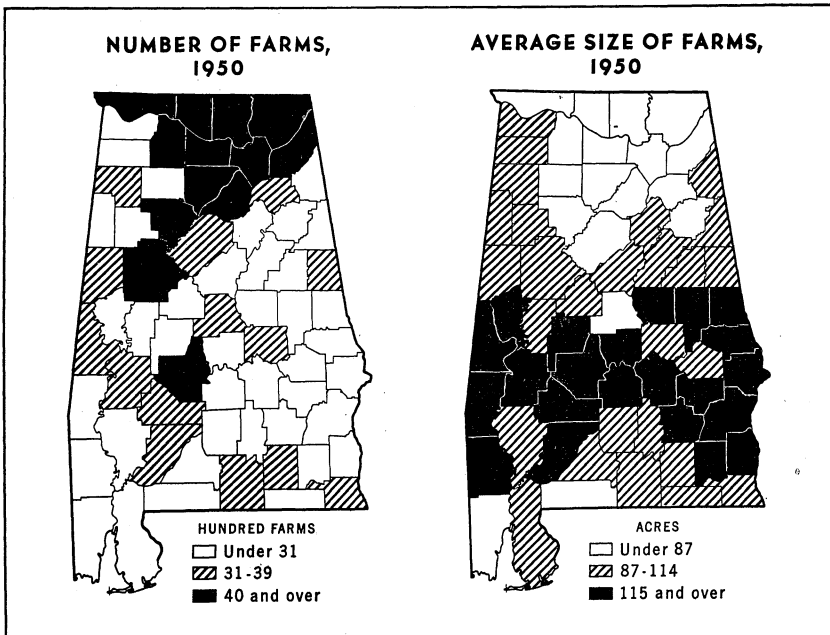 NUMBER OF FARMS,
1950
HUNDRED FARMS
Under 31
31-39
40 and over
AVERAGE SIZE OF FARMS,
1950
ACRES
Under 87
87-114
115 and over